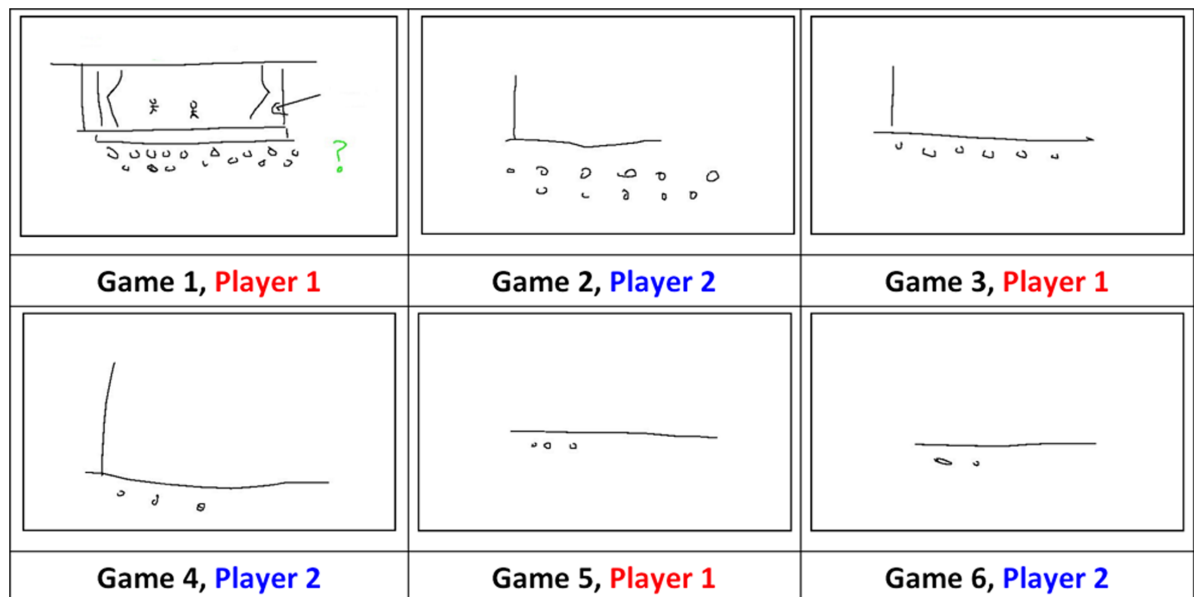 ?
Game 1, Player 1
Game 2, Player 2
Game 3, Player 1
Game 4, Player 2
Game 5, Player 1
Game 6, Player 2